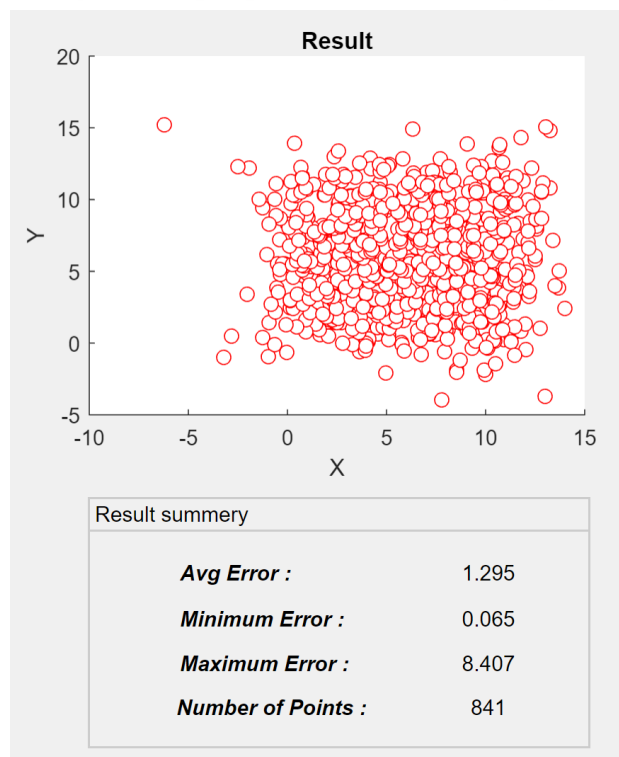 Result
20
15
10
5
0
-5
Y
-10 -5 0 5 10 15
X
Result summery
Avg Error : 1.295
Minimum Error : 0.065
Maximum Error : 8.407
Number of Points : 841